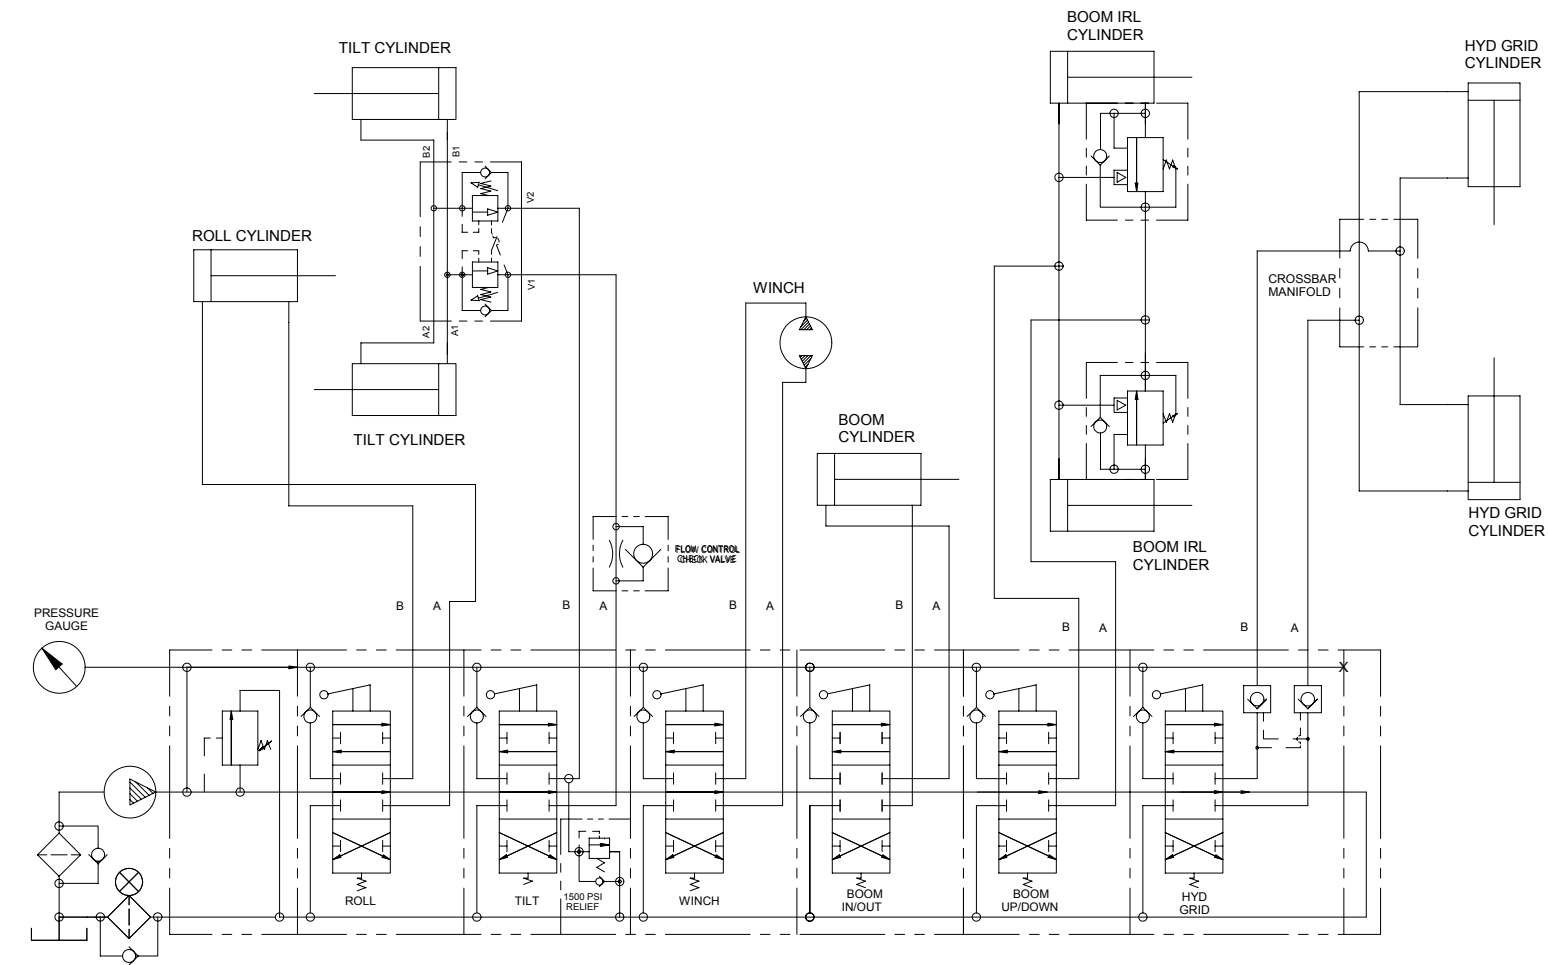 BOOM IRL
CYLINDER
TILT CYLINDER
HYD GRID
CYLINDER
B2
B1
V2
ROLL CYLINDER
V1
CROSSBAR
MANIFOLD
WINCH
A2
A1
BOOM
CYLINDER
TILT CYLINDER
HYD GRID
CYLINDER
BOOM IRL
CYLINDER
FLOW CONTROL
CHECK VALVE
PRESSURE
GAUGE
B
A
B
A
B
A
B
A
B
A
B
A
X
ROLL
TILT
1500 PSI
RELIEF
WINCH
BOOM
IN/OUT
BOOM
UP/DOWN
HYD
GRID